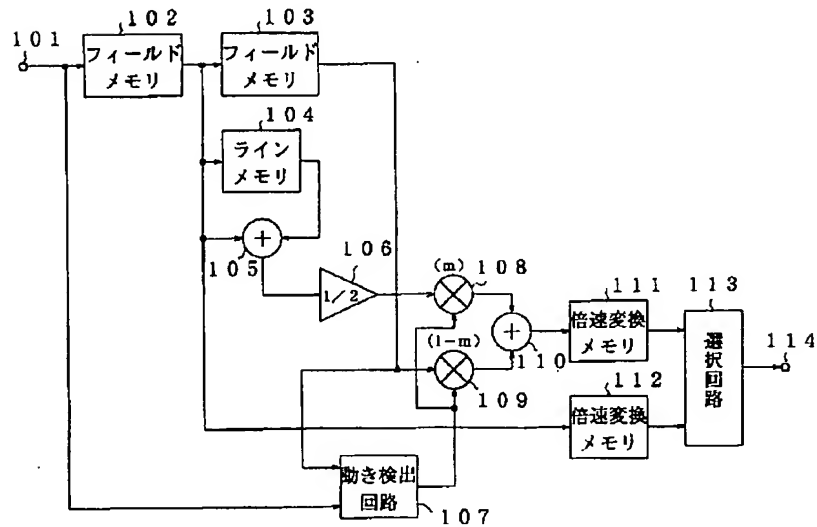 １０２
１０３
１０１
フィールド
メモリ
フィールド
メモリ
１０４
ライン
メモリ
＋
１０５
１０６
１／２
(m)
１０８
(1-m)
＋
１１０
１０９
１１１
倍速変換
メモリ
１１２
倍速変換
メモリ
１１３
選択回路
１１４
動き検出
回路
１０７